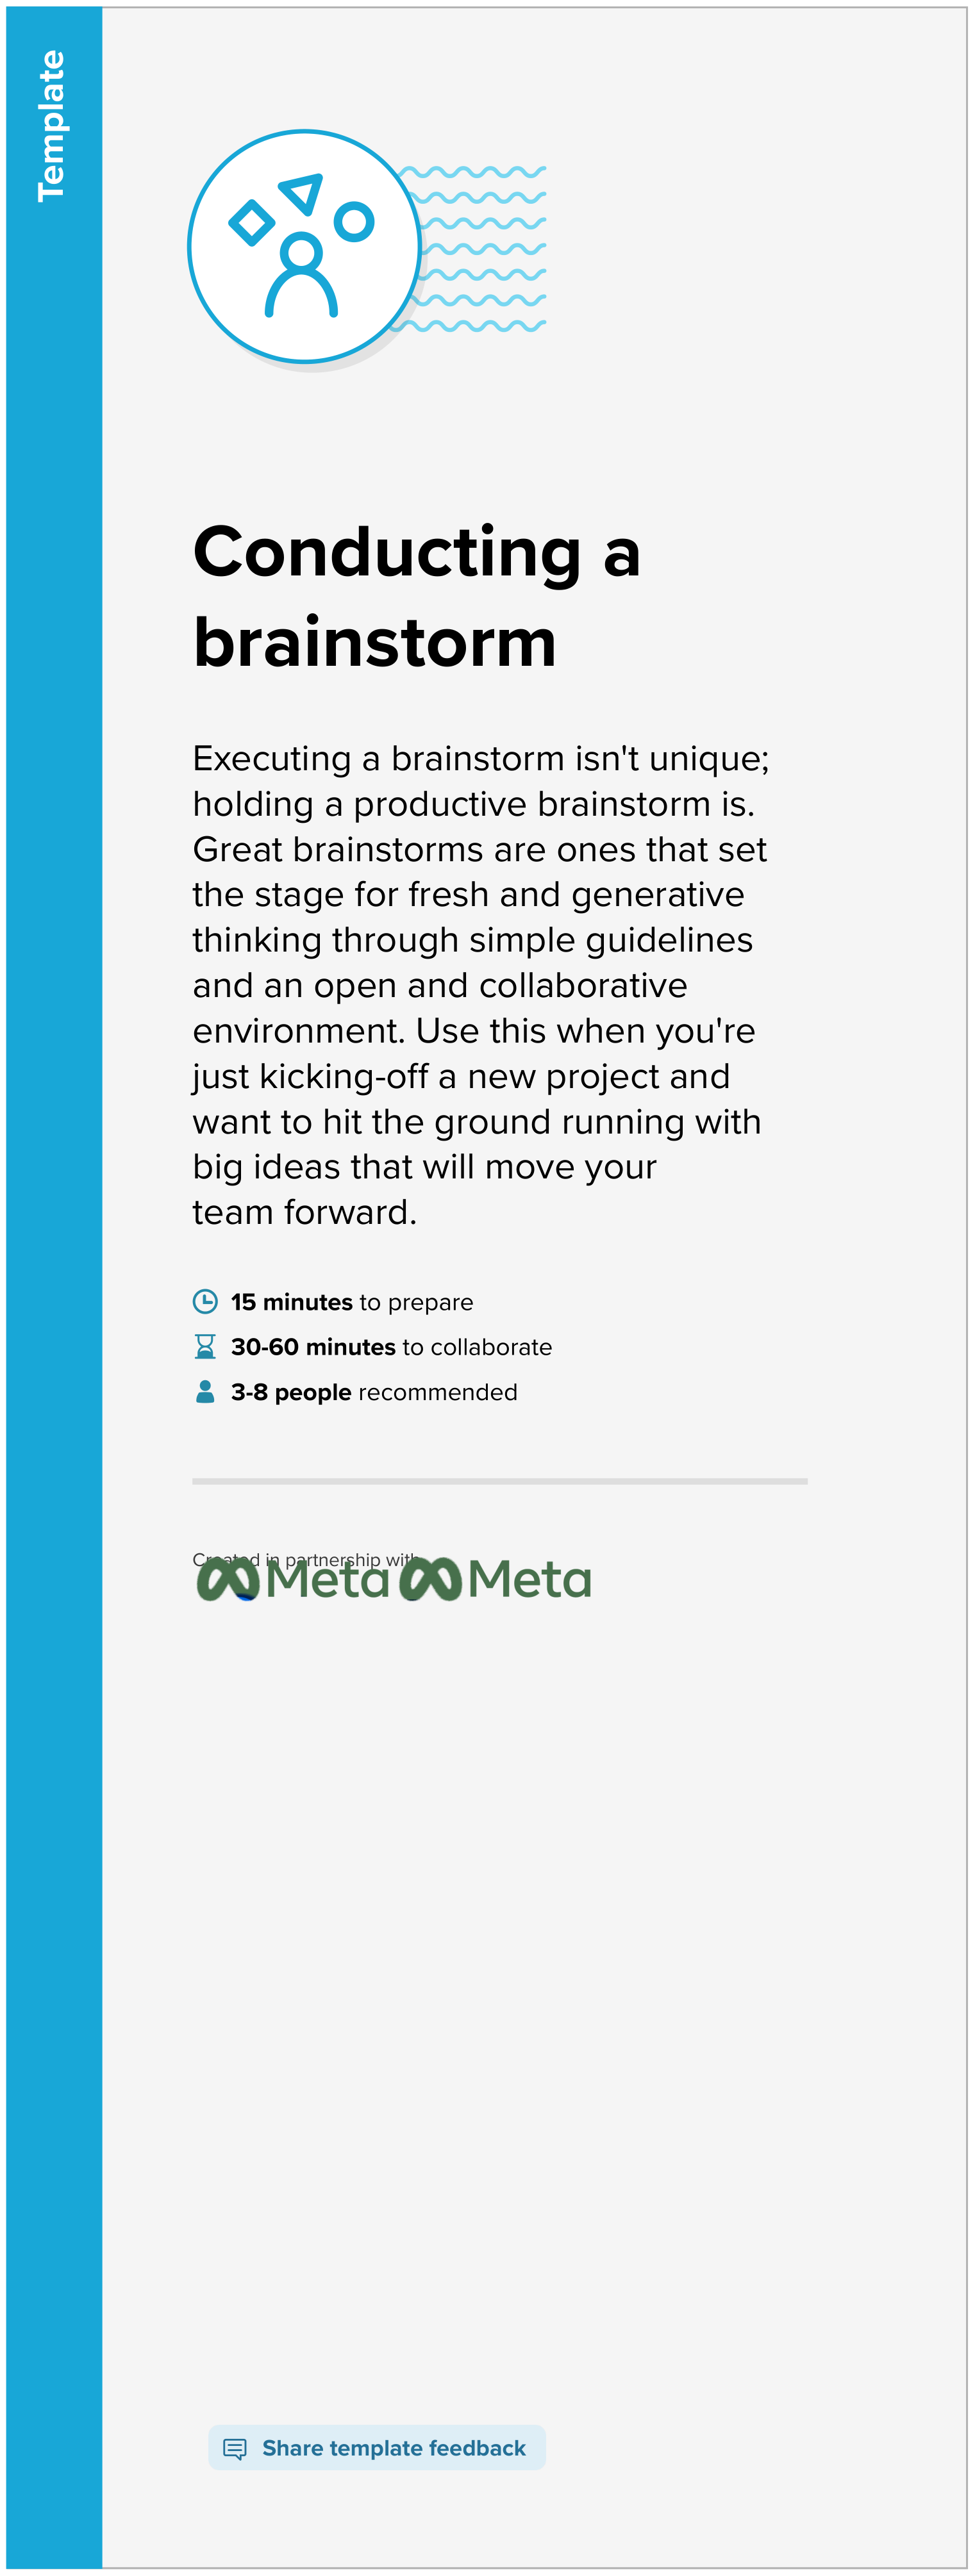 Template
Conducting a
brainstorm
Executing a brainstorm isn't unique;
holding a productive brainstorm is.
Great brainstorms are ones that set
the stage for fresh and generative
thinking through simple guidelines
and an open and collaborative
environment. Use this when you're
just kicking-off a new project and
want to hit the ground running with
big ideas that will move your
team forward.
15 minutes to prepare
30-60 minutes to collaborate
3-8 people recommended
Created in partnership with
Meta Meta
Share template feedback